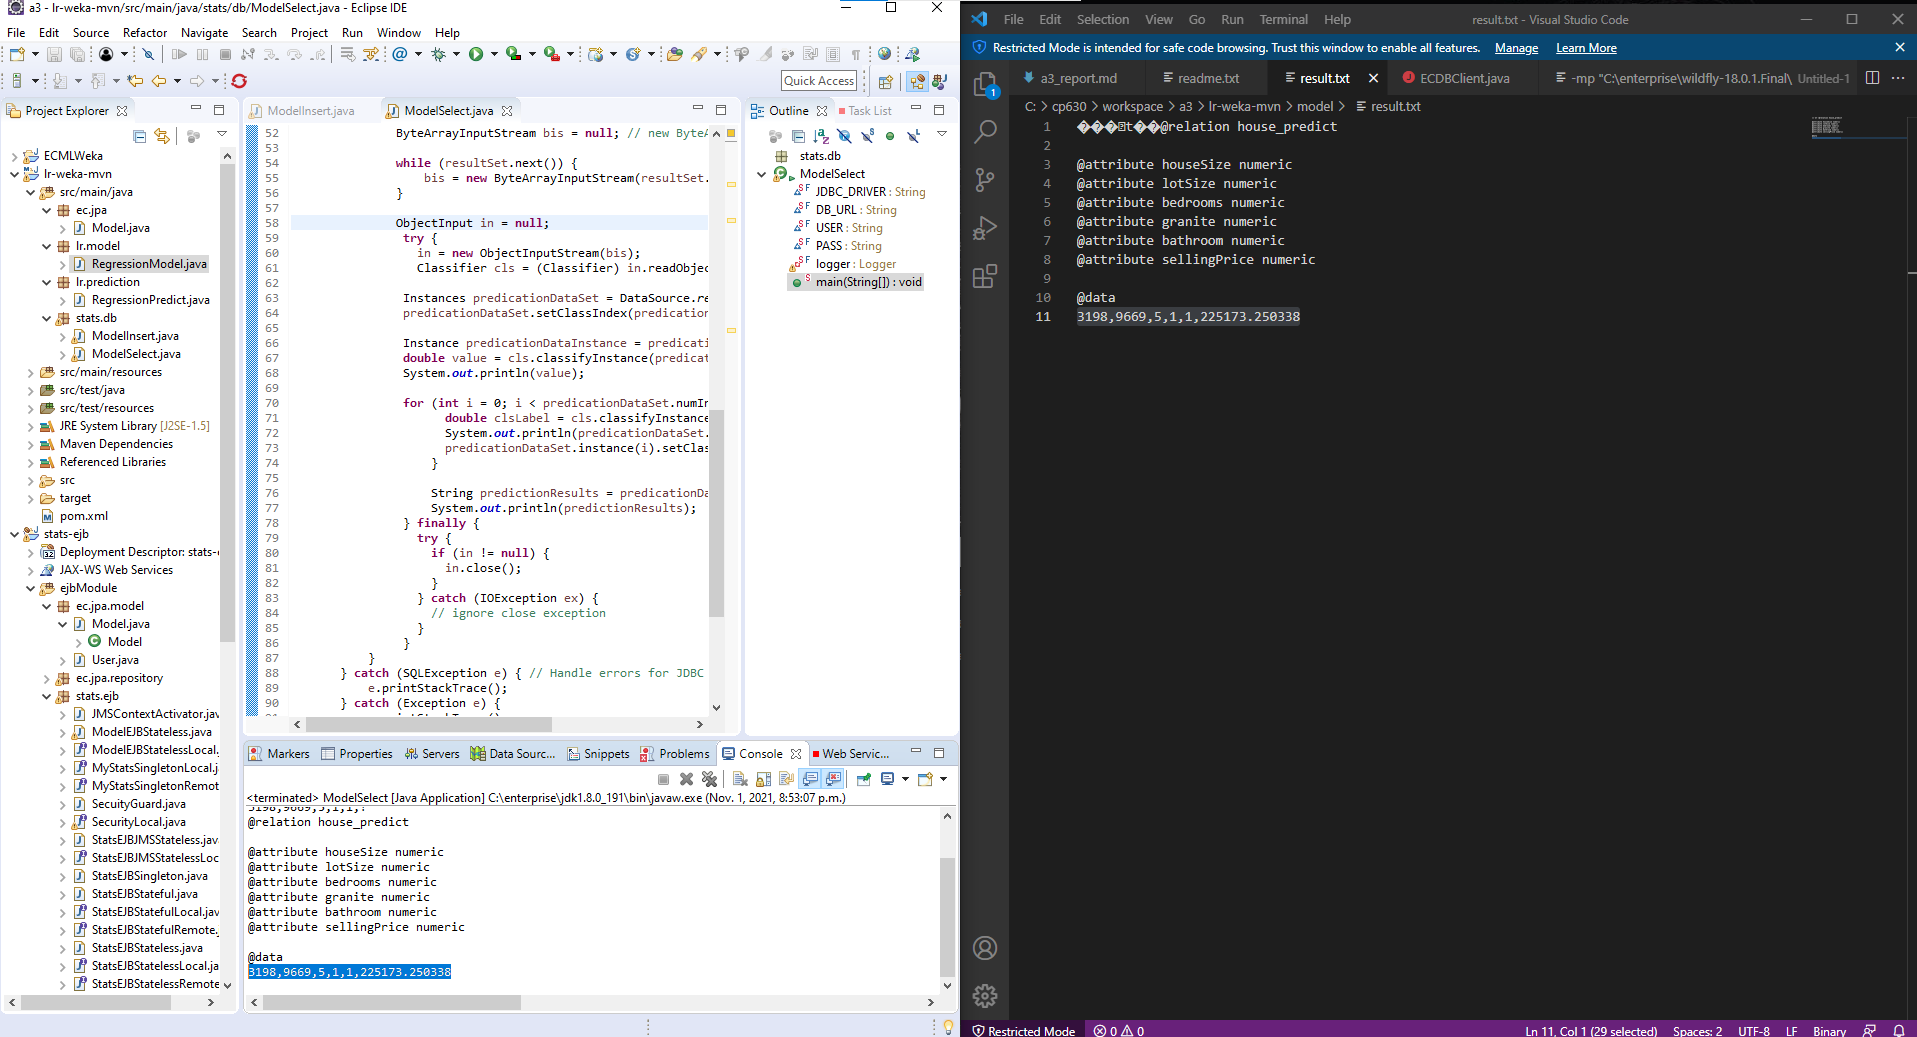 a3 - lr-weka-mvn/src/main/java/stats/db/ModelSelect.java - Eclipse IDE
File Edit Source Refactor Navigate Search Project Run Window Help
Quick Access
Project Explorer
ECMLWeka
lr-weka-mvn
src/main/java
ec.jpa
Model.java
lr.model
RegressionModel.java
lr.prediction
RegressionPredict.java
stats.db
ModelInsert.java
ModelSelect.java
src/main/resources
src/test/java
src/test/resources
JRE System Library [J2SE-1.5]
Maven Dependencies
Referenced Libraries
src
target
pom.xml
stats-ejb
Deployment Descriptor: stats-
JAX-WS Web Services
ejbModule
ec.jpa.model
Model.java
Model
User.java
ec.jpa.repository
stats.ejb
JMSContextActivator.jav
ModelEJBStateless.java
ModelEJBStatelessLocal.
MyStatsSingletonLocal.j
MyStatsSingletonRemot
SecuityGuard.java
SecurityLocal.java
StatsEJBJMSStateless.jav
StatsEJBJMSStatelessLoc
StatsEJBSingleton.java
StatsEJBStateful.java
StatsEJBStatefulLocal.jav
StatsEJBStatefulRemote.
StatsEJBStateless.java
StatsEJBStatelessLocal.ja
StatsEJBStatelessRemote
ModelInsert.java ModelSelect.java
52 ByteArrayInputStream bis = null; // new ByteA
53
54 while (resultSet.next()) {
55 bis = new ByteArrayInputStream(resultSet.
56 }
57
58 ObjectInput in = null;
59 try {
60 in = new ObjectInputStream(bis);
61 Classifier cls = (Classifier) in.readObjec
62
63 Instances predicationDataSet = DataSource.re
64 predicationDataSet.setClassIndex(predication
65
66 Instance predicationDataInstance = predicati
67 double value = cls.classifyInstance(predicat
68 System.out.println(value);
69
70 for (int i = 0; i < predicationDataSet.numIn
71 double clsLabel = cls.classifyInstance
72 System.out.println(predicationDataSet.
73 predicationDataSet.instance(i).setClas
74 }
75
76 String predictionResults = predicationDa
77 System.out.println(predictionResults);
78 } finally {
79 try {
80 if (in != null) {
81 in.close();
82 }
83 } catch (IOException ex) {
84 // ignore close exception
85 }
86 }
87 }
88 } catch (SQLException e) { // Handle errors for JDBC
89 e.printStackTrace();
90 } catch (Exception e) {
Outline Task List
stats.db
ModelSelect
JDBC_DRIVER : String
DB_URL : String
USER : String
PASS : String
logger : Logger
main(String[]) : void
Markers Properties Servers Data Sourc... Snippets Problems Console Web Servic...
<terminated> ModelSelect [Java Application] C:\enterprise\jdk1.8.0_191\bin\javaw.exe (Nov. 1, 2021, 8:53:07 p.m.)
3198,9669,5,1,1,?
@relation house_predict
@attribute houseSize numeric
@attribute lotSize numeric
@attribute bedrooms numeric
@attribute granite numeric
@attribute bathroom numeric
@attribute sellingPrice numeric
@data
3198,9669,5,1,1,225173.250338
File Edit Selection View Go Run Terminal Help result.txt - Visual Studio Code
Restricted Mode is intended for safe code browsing. Trust this window to enable all features. Manage Learn More
1
a3_report.md readme.txt result.txt ECDBClient.java -mp "C:\enterprise\wildfly-18.0.1.Final\ Untitled-1
C: > cp630 > workspace > a3 > lr-weka-mvn > model > result.txt
1 ���t��@relation house_predict
2
3 @attribute houseSize numeric
4 @attribute lotSize numeric
5 @attribute bedrooms numeric
6 @attribute granite numeric
7 @attribute bathroom numeric
8 @attribute sellingPrice numeric
9
10 @data
11 3198,9669,5,1,1,225173.250338
Restricted Mode 0 0 Ln 11, Col 1 (29 selected) Spaces: 2 UTF-8 LF Binary